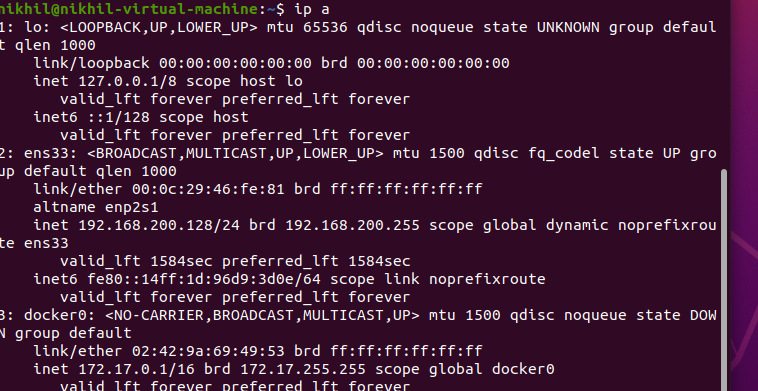 nikhil@nikhil-virtual-machine:~$ ip a
1: lo: <LOOPBACK,UP,LOWER_UP> mtu 65536 qdisc noqueue state UNKNOWN group defaul
t qlen 1000
    link/loopback 00:00:00:00:00:00 brd 00:00:00:00:00:00
    inet 127.0.0.1/8 scope host lo
       valid_lft forever preferred_lft forever
    inet6 ::1/128 scope host
       valid_lft forever preferred_lft forever
2: ens33: <BROADCAST,MULTICAST,UP,LOWER_UP> mtu 1500 qdisc fq_codel state UP gro
up default qlen 1000
    link/ether 00:0c:29:46:fe:81 brd ff:ff:ff:ff:ff:ff
    altname enp2s1
    inet 192.168.200.128/24 brd 192.168.200.255 scope global dynamic noprefixrou
te ens33
       valid_lft 1584sec preferred_lft 1584sec
    inet6 fe80::14ff:1d:96d9:3d0e/64 scope link noprefixroute
       valid_lft forever preferred_lft forever
3: docker0: <NO-CARRIER,BROADCAST,MULTICAST,UP> mtu 1500 qdisc noqueue state DOW
N group default
    link/ether 02:42:9a:69:49:53 brd ff:ff:ff:ff:ff:ff
    inet 172.17.0.1/16 brd 172.17.255.255 scope global docker0
       valid_lft forever preferred_lft forever